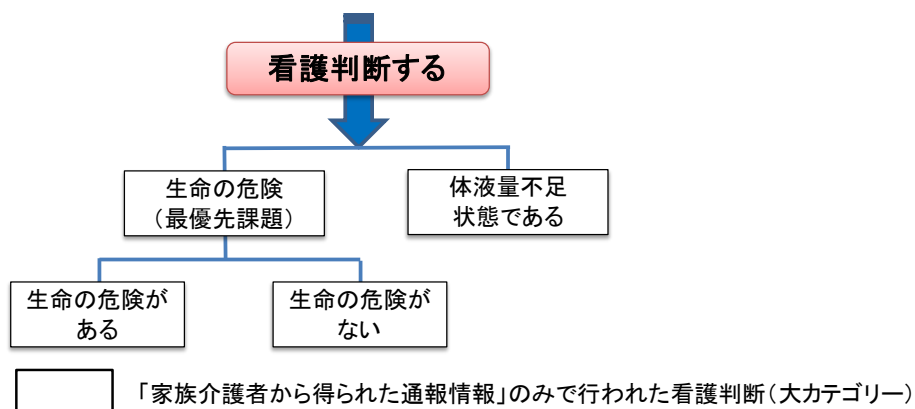 看護判断する
生命の危険
（最優先課題）
体液量不足
状態である
生命の危険が
ある
生命の危険が
ない
「家族介護者から得られた通報情報」のみで行われた看護判断（大カテゴリー）